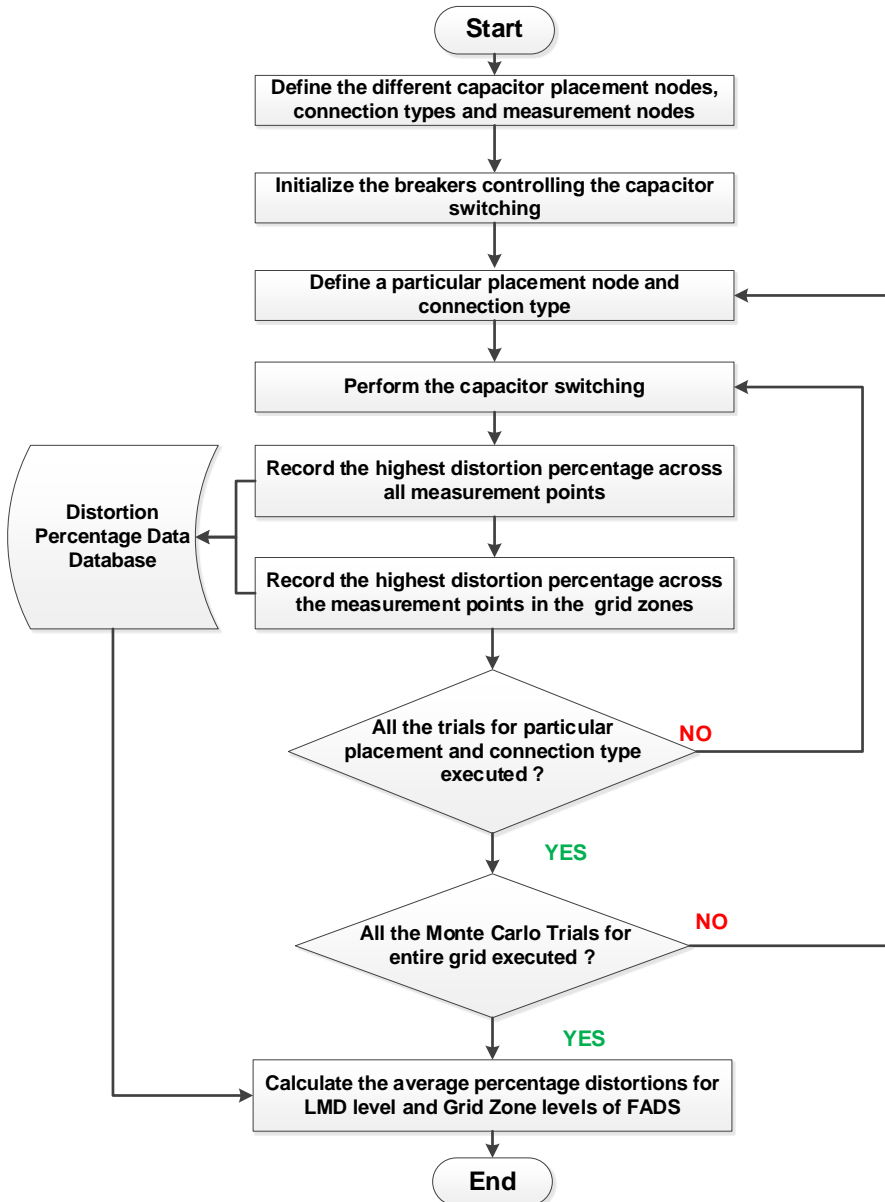 Start
Define the different capacitor placement nodes,
connection types and measurement nodes
Initialize the breakers controlling the capacitor
switching
Define a particular placement node and
connection type
Perform the capacitor switching
Record the highest distortion percentage across
all measurement points
Distortion
Percentage Data
Database
Record the highest distortion percentage across
the measurement points in the grid zones
All the trials for particular
placement and connection type
executed ?
NO
YES
All the Monte Carlo Trials for
entire grid executed ?
NO
YES
Calculate the average percentage distortions for
LMD level and Grid Zone levels of FADS
End